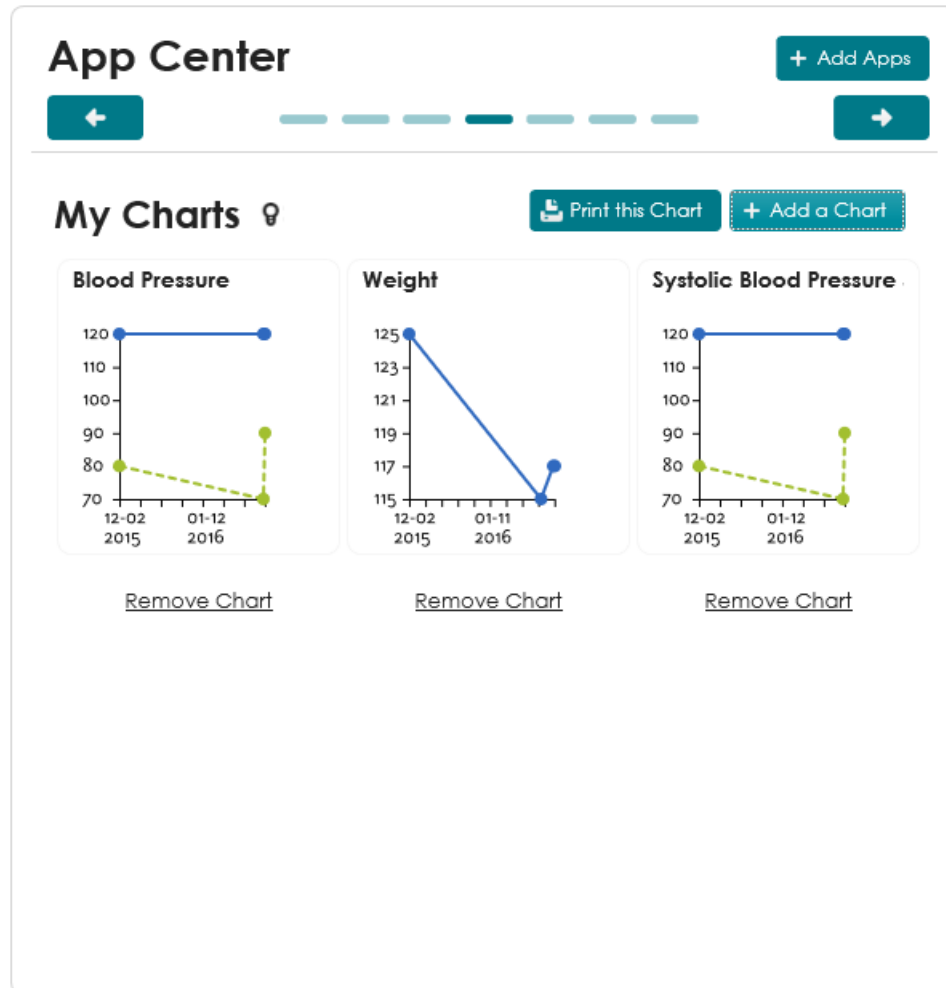 App Center
+ Add Apps
My Charts
Print this Chart
+ Add a Chart
Blood Pressure
120
110
100
90
80
70
12-02
2015
01-12
2016
Weight
125
123
121
119
117
115
12-02
2015
01-11
2016
Systolic Blood Pressure
120
110
100
90
80
70
12-02
2015
01-12
2016
Remove Chart
Remove Chart
Remove Chart